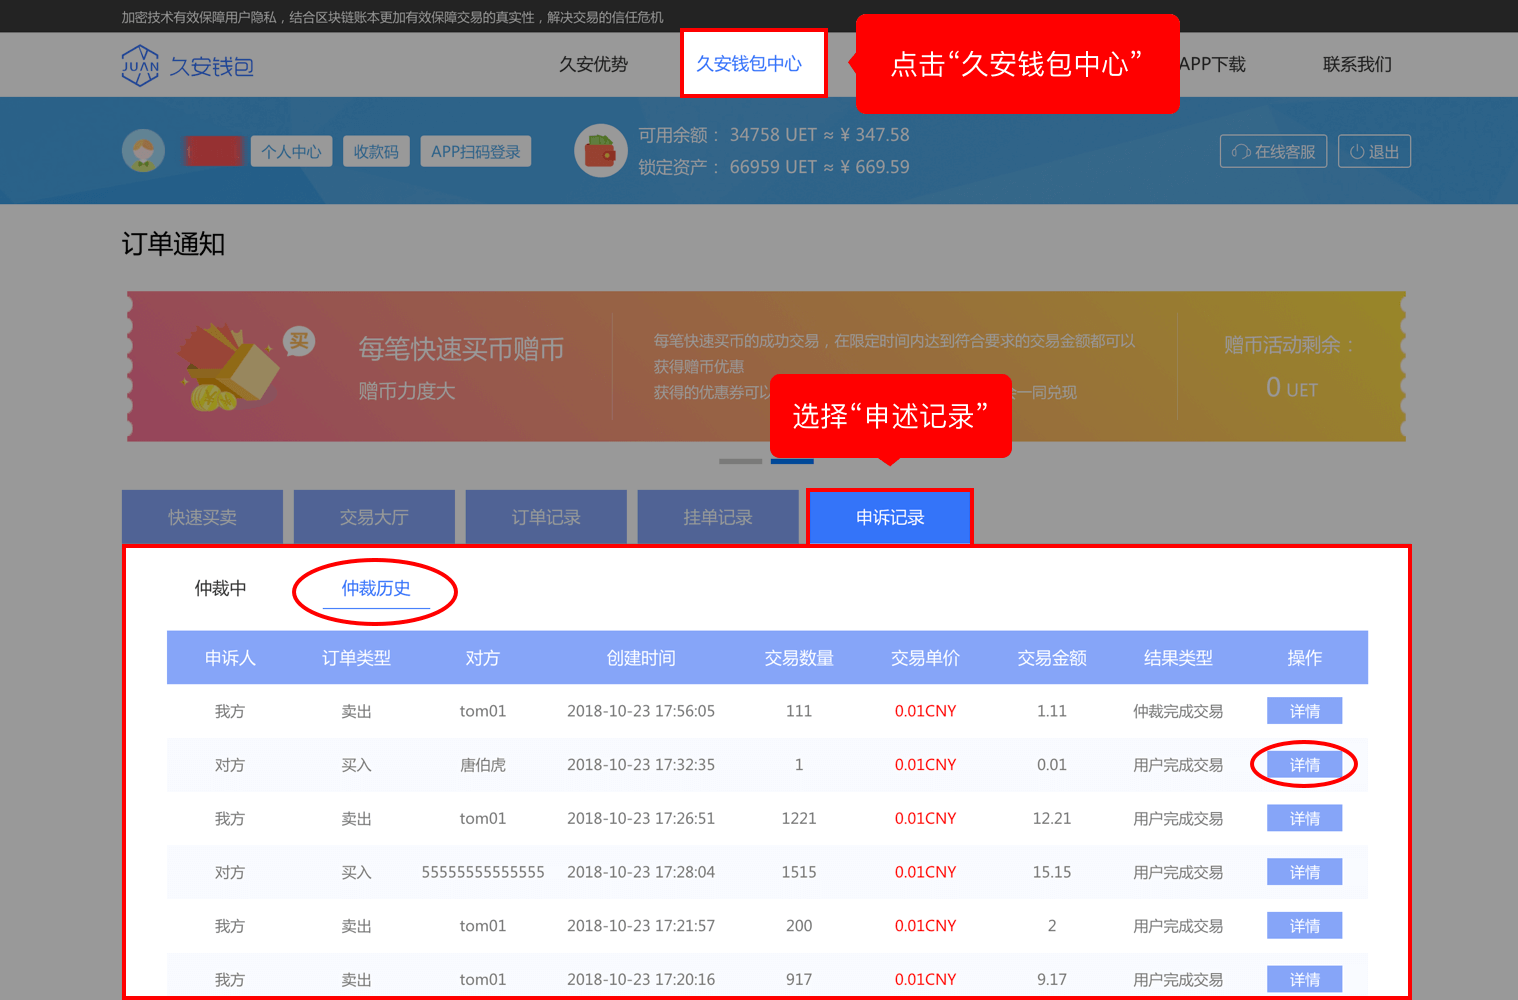 加密技术有效保障用户隐私，结合区块链账本更加有效保障交易的真实性，解决交易的信任危机
JUAN 久安钱包
久安优势
久安钱包中心
点击“久安钱包中心”
APP下载
联系我们
个人中心
收款码
APP扫码登录
可用余额： 34758 UET ≈ ¥ 347.58
锁定资产： 66959 UET ≈ ¥ 669.59
在线客服
退出
订单通知
买
每笔快速买币赠币
赠币力度大
每笔快速买币的成功交易，在限定时间内达到符合要求的交易金额都可以
获得赠币优惠
获得的优惠券可以
一同兑现
赠币活动剩余：
0 UET
选择“申述记录”
快速买卖 交易大厅 订单记录 挂单记录 申诉记录
仲裁中 仲裁历史
申诉人 订单类型 对方 创建时间 交易数量 交易单价 交易金额 结果类型 操作
我方 卖出 tom01 2018-10-23 17:56:05 111 0.01CNY 1.11 仲裁完成交易 详情
对方 买入 唐伯虎 2018-10-23 17:32:35 1 0.01CNY 0.01 用户完成交易 详情
我方 卖出 tom01 2018-10-23 17:26:51 1221 0.01CNY 12.21 用户完成交易 详情
对方 买入 55555555555555 2018-10-23 17:28:04 1515 0.01CNY 15.15 用户完成交易 详情
我方 卖出 tom01 2018-10-23 17:21:57 200 0.01CNY 2 用户完成交易 详情
我方 卖出 tom01 2018-10-23 17:20:16 917 0.01CNY 9.17 用户完成交易 详情